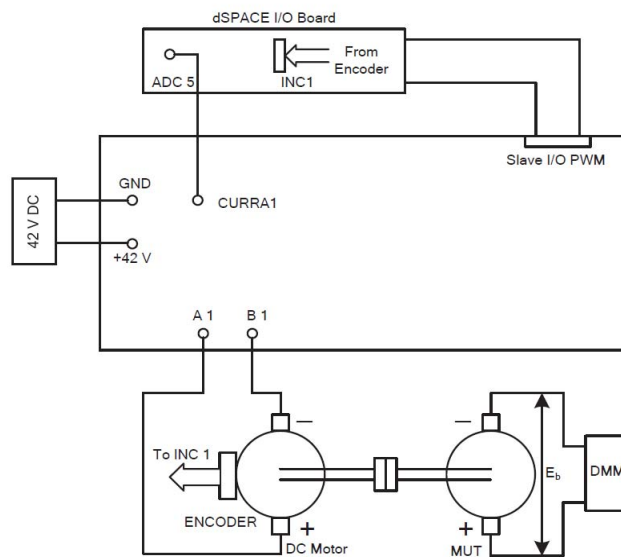 dSPACE I/O Board
From
Encoder
ADC 5
INC1
Slave I/O PWM
GND
CURRA1
42 V DC
+42 V
A 1
B 1
–
–
To INC 1
E_b
DMM
ENCODER
+
DC Motor
+
MUT